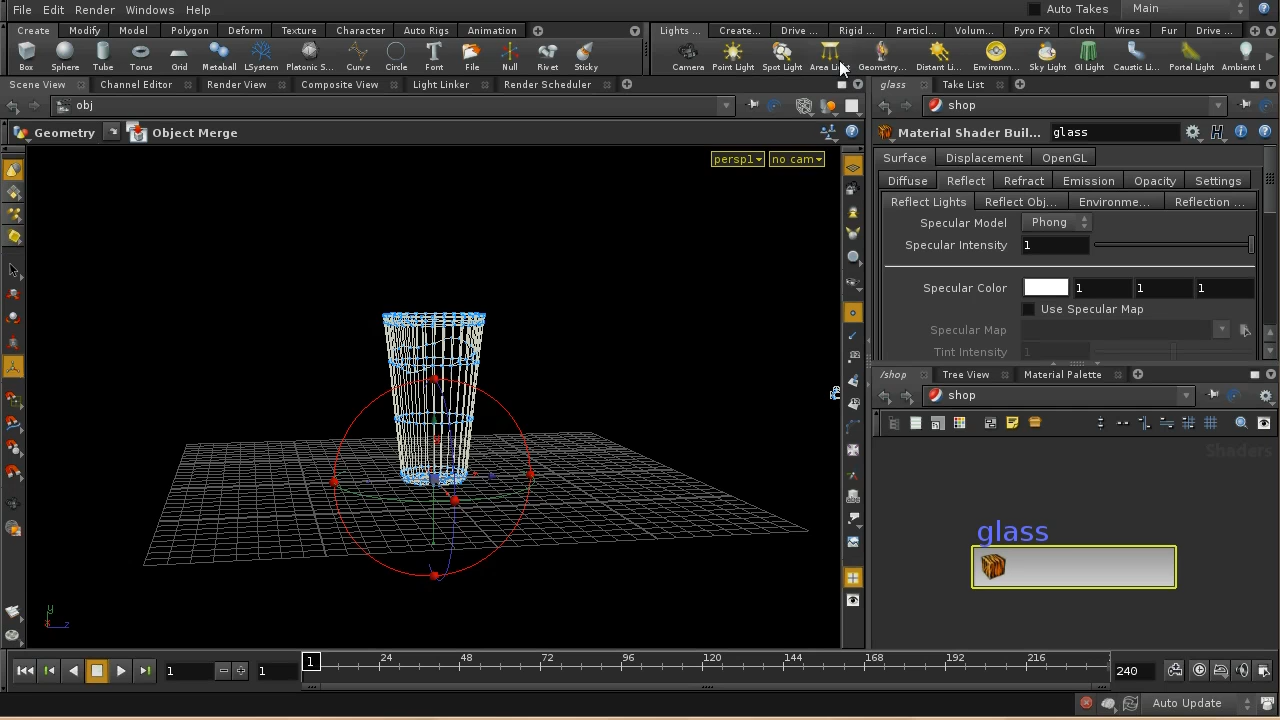 File Edit Render Windows Help Auto Takes Main
Create Modify Model Polygon Deform Texture Character Auto Rigs Animation Lights ... Create... Drive ... Rigid ... Particl... Volum... Pyro FX Cloth Wires Fur Drive ...
Box Sphere Tube Torus Grid Metaball LSystem Platonic S... Curve Circle Font File Null Rivet Sticky Camera Point Light Spot Light Area Geometry... Distant Li... Environ... Sky Light GI Light Caustic Li... Portal Light Ambient
Scene View Channel Editor Render View Composite View Light Linker Render Scheduler glass Take List
obj shop
Geometry Object Merge Material Shader Buil... glass
persp1 no cam Surface Displacement OpenGL
Diffuse Reflect Refract Emission Opacity Settings
Reflect Lights Reflect Obj... Environme... Reflection ...
Specular Model Phong
Specular Intensity 1
Specular Color 1 1 1
Use Specular Map
Specular Map
Tint Intensity 1
/shop Tree View Material Palette
shop
Shaders
glass
y
x z
1 1 1 24 48 72 96 120 144 168 192 216 240
Auto Update